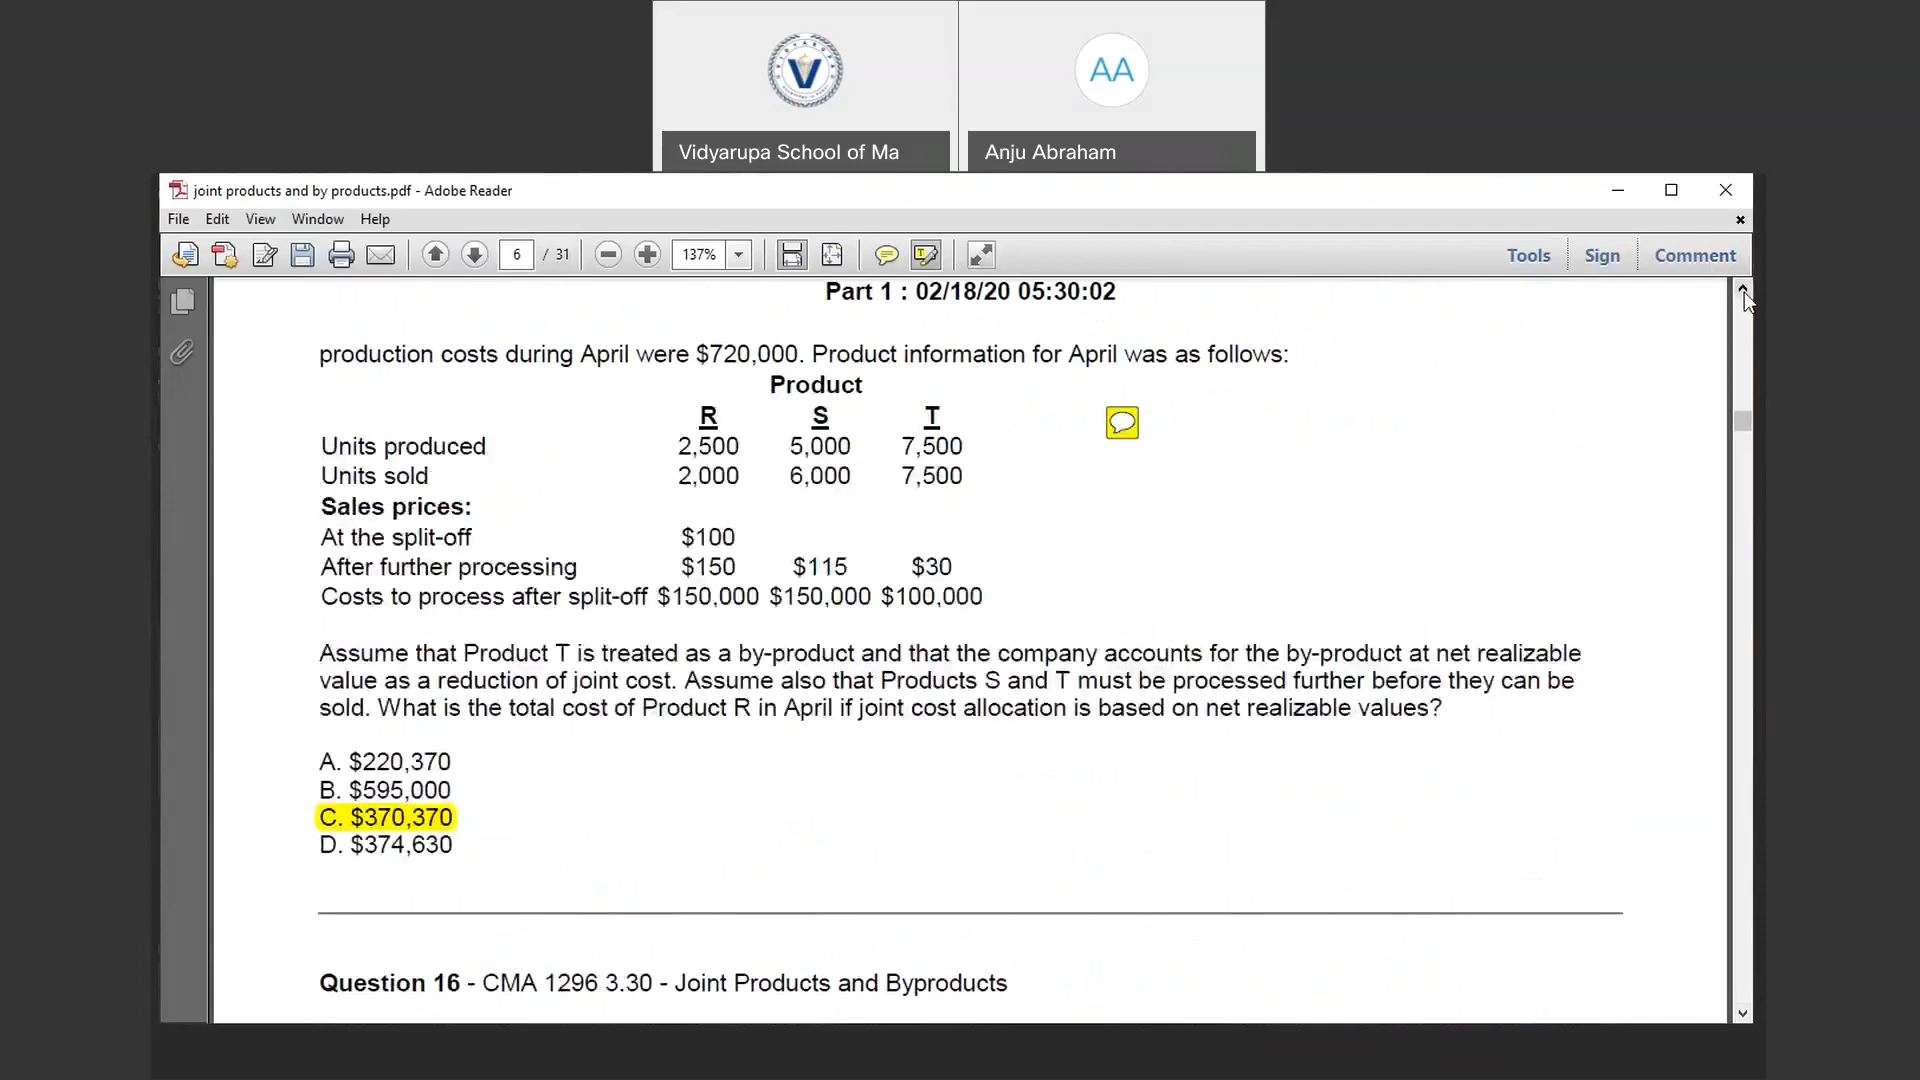 AA
Vidyarupa School of Ma
Anju Abraham
joint products and by products.pdf - Adobe Reader
File Edit View Window Help
6 / 31 137% Tools Sign Comment
Part 1 : 02/18/20 05:30:02
production costs during April were $720,000. Product information for April was as follows:
Product
R S T
Units produced 2,500 5,000 7,500
Units sold 2,000 6,000 7,500
Sales prices:
At the split-off $100
After further processing $150 $115 $30
Costs to process after split-off $150,000 $150,000 $100,000
Assume that Product T is treated as a by-product and that the company accounts for the by-product at net realizable
value as a reduction of joint cost. Assume also that Products S and T must be processed further before they can be
sold. What is the total cost of Product R in April if joint cost allocation is based on net realizable values?
A. $220,370
B. $595,000
C. $370,370
D. $374,630
Question 16 - CMA 1296 3.30 - Joint Products and Byproducts